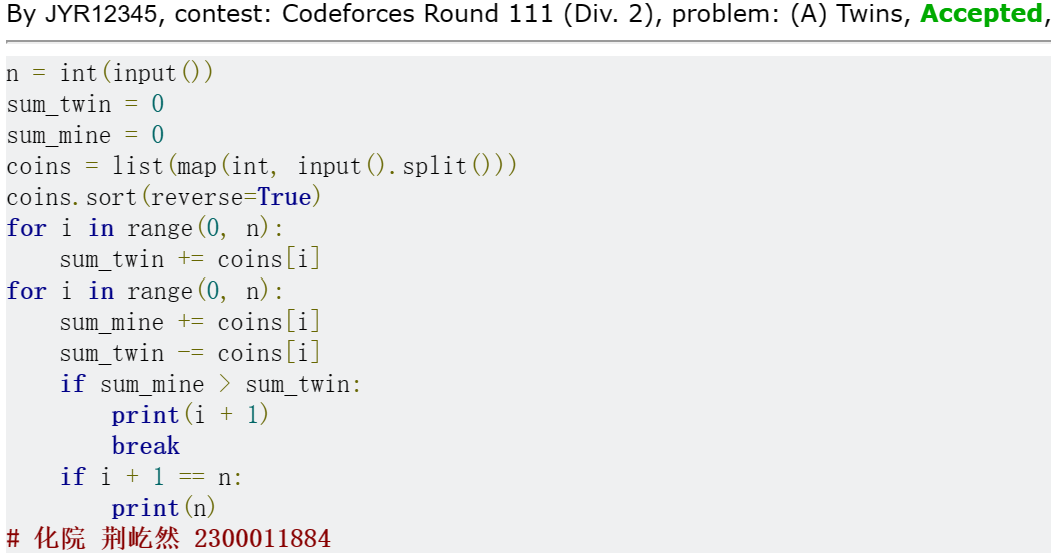 By JYR12345, contest: Codeforces Round 111 (Div. 2), problem: (A) Twins, Accepted,
n = int(input())
sum_twin = 0
sum_mine = 0
coins = list(map(int, input().split()))
coins.sort(reverse=True)
for i in range(0, n):
    sum_twin += coins[i]
for i in range(0, n):
    sum_mine += coins[i]
    sum_twin -= coins[i]
    if sum_mine > sum_twin:
        print(i + 1)
        break
    if i + 1 == n:
        print(n)
# 化院 荆屹然 2300011884